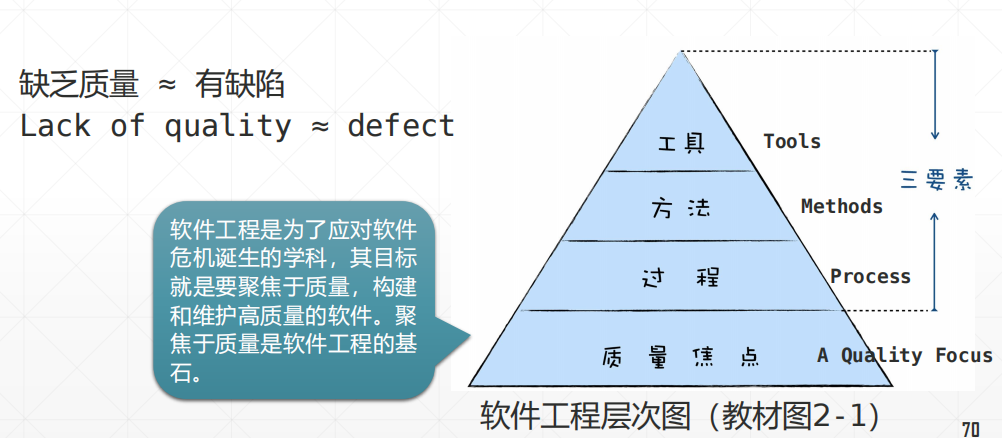 缺乏质量 ≈ 有缺陷
Lack of quality ≈ defect
软件工程是为了应对软件
危机诞生的学科，其目标
就是要聚焦于质量，构建
和维护高质量的软件。聚
焦于质量是软件工程的基
石。
工具 Tools
三要素
方法 Methods
过程 Process
质量焦点 A Quality Focus
软件工程层次图（教材图2-1）
70